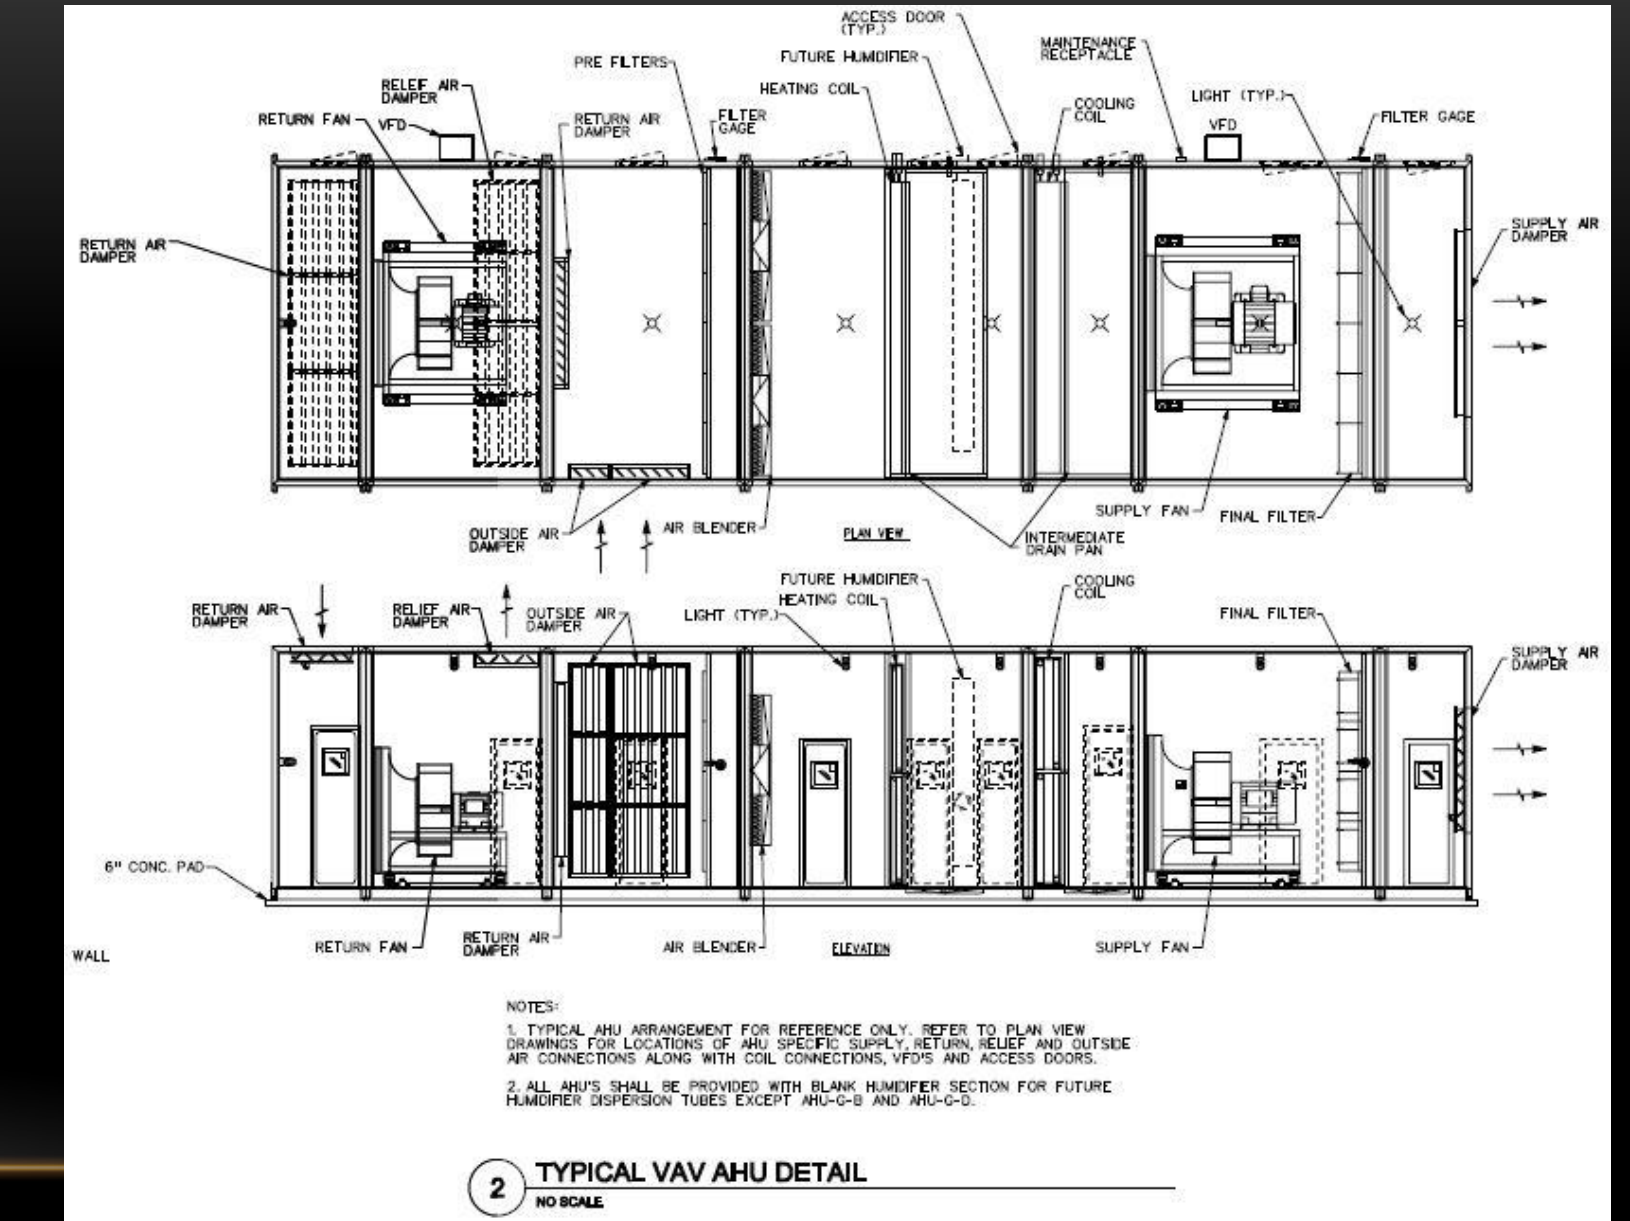 ACCESS DOOR
(TYP.)
MAINTENANCE
RECEPTACLE
FUTURE HUMIDIFIER
PRE FILTERS
RELEIF AIR
DAMPER
HEATING COIL
LIGHT (TYP.)
COOLING
COIL
RETURN FAN
VFD
RETURN AIR
DAMPER
FILTER
GAGE
VFD
FILTER GAGE
RETURN AIR
DAMPER
SUPPLY AIR
DAMPER
OUTSIDE AIR
DAMPER
AIR BLENDER
PLAN VIEW
INTERMEDIATE
DRAIN PAN
SUPPLY FAN
FINAL FILTER
RETURN AIR
DAMPER
RELIEF AIR
DAMPER
OUTSIDE AIR
DAMPER
LIGHT (TYP.)
FUTURE HUMIDIFIER
HEATING COIL
COOLING
COIL
FINAL FILTER
SUPPLY AIR
DAMPER
6" CONC. PAD
RETURN FAN
RETURN AIR
DAMPER
AIR BLENDER
ELEVATION
SUPPLY FAN
WALL
NOTES:
1. TYPICAL AHU ARRANGEMENT FOR REFERENCE ONLY. REFER TO PLAN VIEW
DRAWINGS FOR LOCATIONS OF AHU SPECIFIC SUPPLY, RETURN, RELIEF AND OUTSIDE
AIR CONNECTIONS ALONG WITH COIL CONNECTIONS, VFD'S AND ACCESS DOORS.
2. ALL AHU'S SHALL BE PROVIDED WITH BLANK HUMIDIFIER SECTION FOR FUTURE
HUMIDIFIER DISPERSION TUBES EXCEPT AHU-G-B AND AHU-G-D.
2
TYPICAL VAV AHU DETAIL
NO SCALE